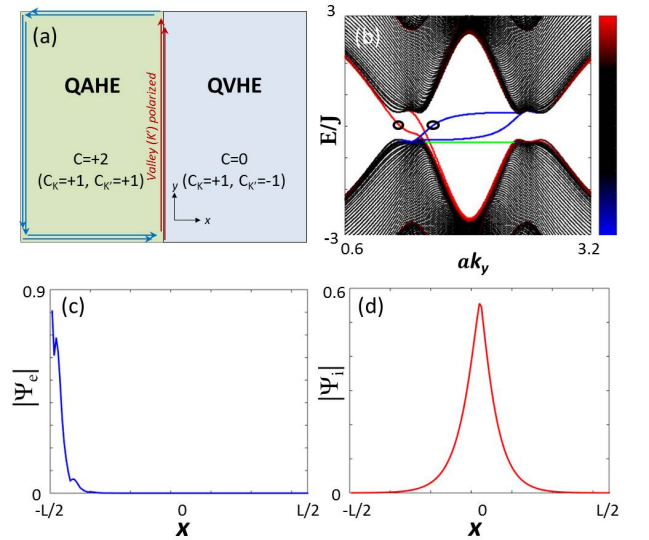 (a)
QAHE
QVHE
Valley (K') polarized
C=+2
(C_K=+1, C_K'=+1)
C=0
(C_K=+1, C_K'=-1)
y
x
3
(b)
E/J
-3
0.6
3.2
ak_y
0.9
(c)
|Ψ_e|
0
-L/2
0
L/2
X
0.6
(d)
|Ψ_i|
0
-L/2
0
L/2
X